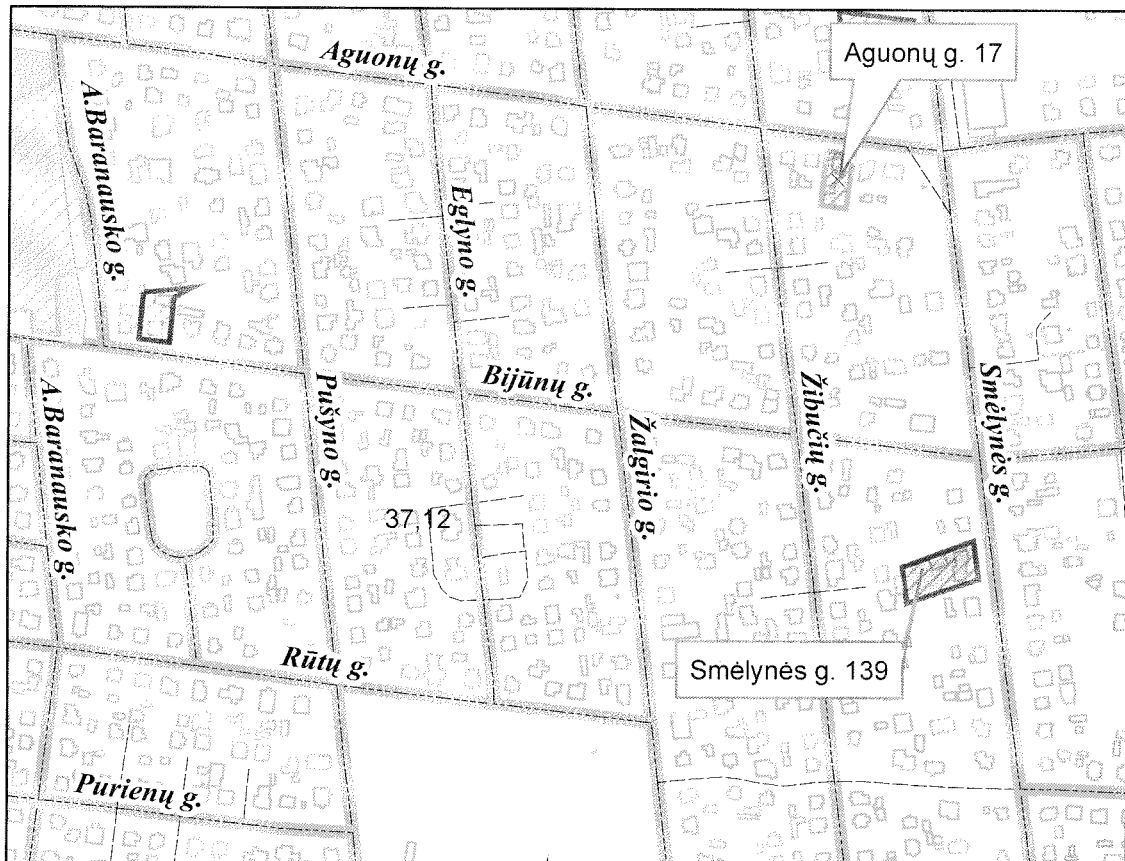 Aguonų g.
Aguonų g. 17
A.Baranausko g.
Eglyno g.
Bijūnų g.
A.Baranausko g.
Pušyno g.
Žalgirio g.
Žibučių g.
Smėlynės g.
37,12
Rūtų g.
Smėlynės g. 139
Purienų g.